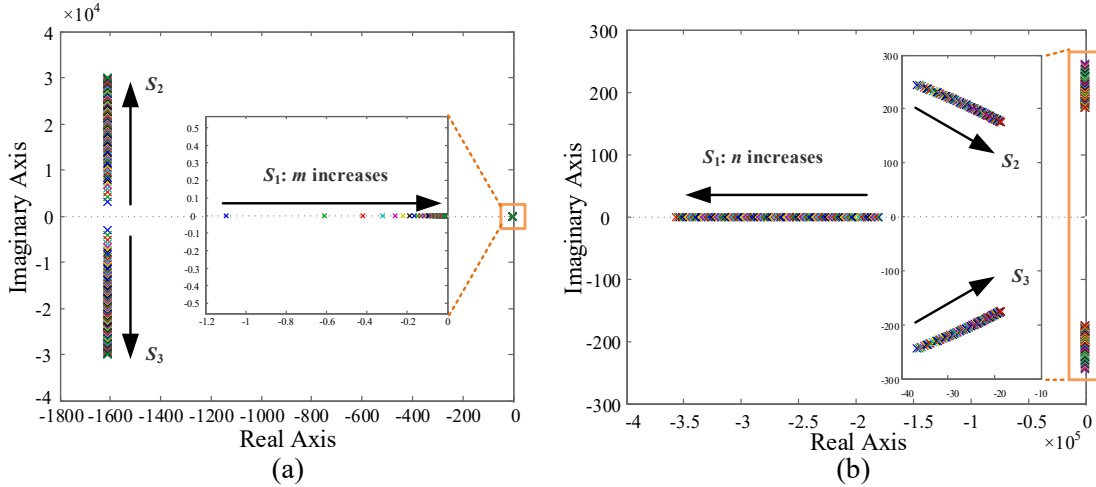 ×10⁴
4
3
2
1
0
-1
-2
-3
-4
Imaginary Axis
-1800 -1600 -1400 -1200 -1000 -800 -600 -400 -200 0
Real Axis
(a)
S₂
S₃
0.5
0.4
0.3
0.2
0.1
0
-0.1
-0.2
-0.3
-0.4
-0.5
-1.2 -1 -0.8 -0.6 -0.4 -0.2 0
S₁: m increases
300
200
100
0
-100
-200
-300
Imaginary Axis
-4 -3.5 -3 -2.5 -2 -1.5 -1 -0.5 0
×10⁵
Real Axis
(b)
S₁: n increases
300
200
100
0
-100
-200
-300
-40 -30 -20 -10
S₂
S₃